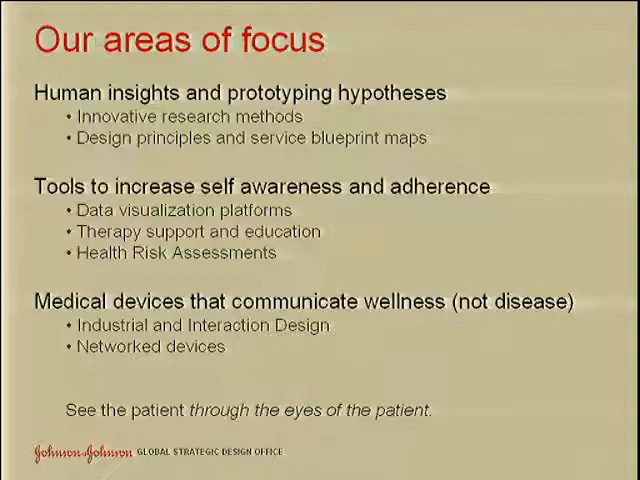 Our areas of focus
Human insights and prototyping hypotheses
• Innovative research methods
• Design principles and service blueprint maps
Tools to increase self awareness and adherence
• Data visualization platforms
• Therapy support and education
• Health Risk Assessments
Medical devices that communicate wellness (not disease)
• Industrial and Interaction Design
• Networked devices
See the patient through the eyes of the patient.
Johnson & Johnson GLOBAL STRATEGIC DESIGN OFFICE